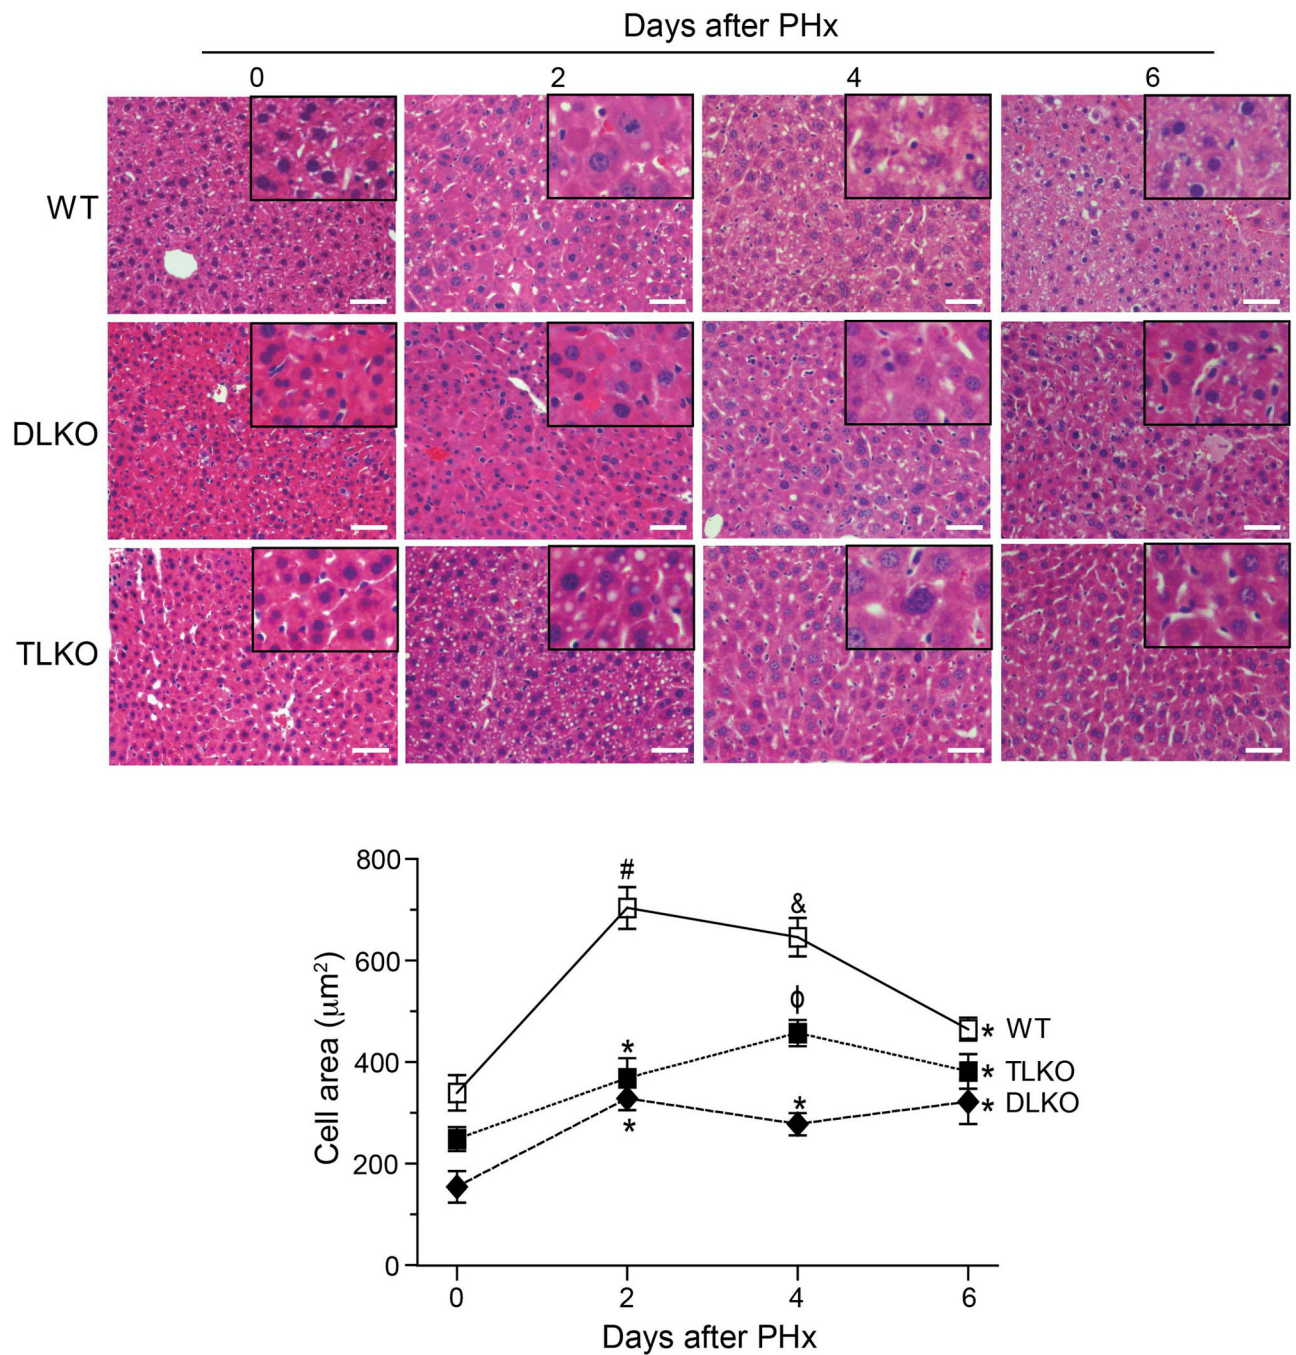 Days after PHx
0 2 4 6
WT
DLKO
TLKO
800
600
400
200
0
Cell area (μm²)
#
&
φ
* *
* *
* WT
* TLKO
* DLKO
0 2 4 6
Days after PHx